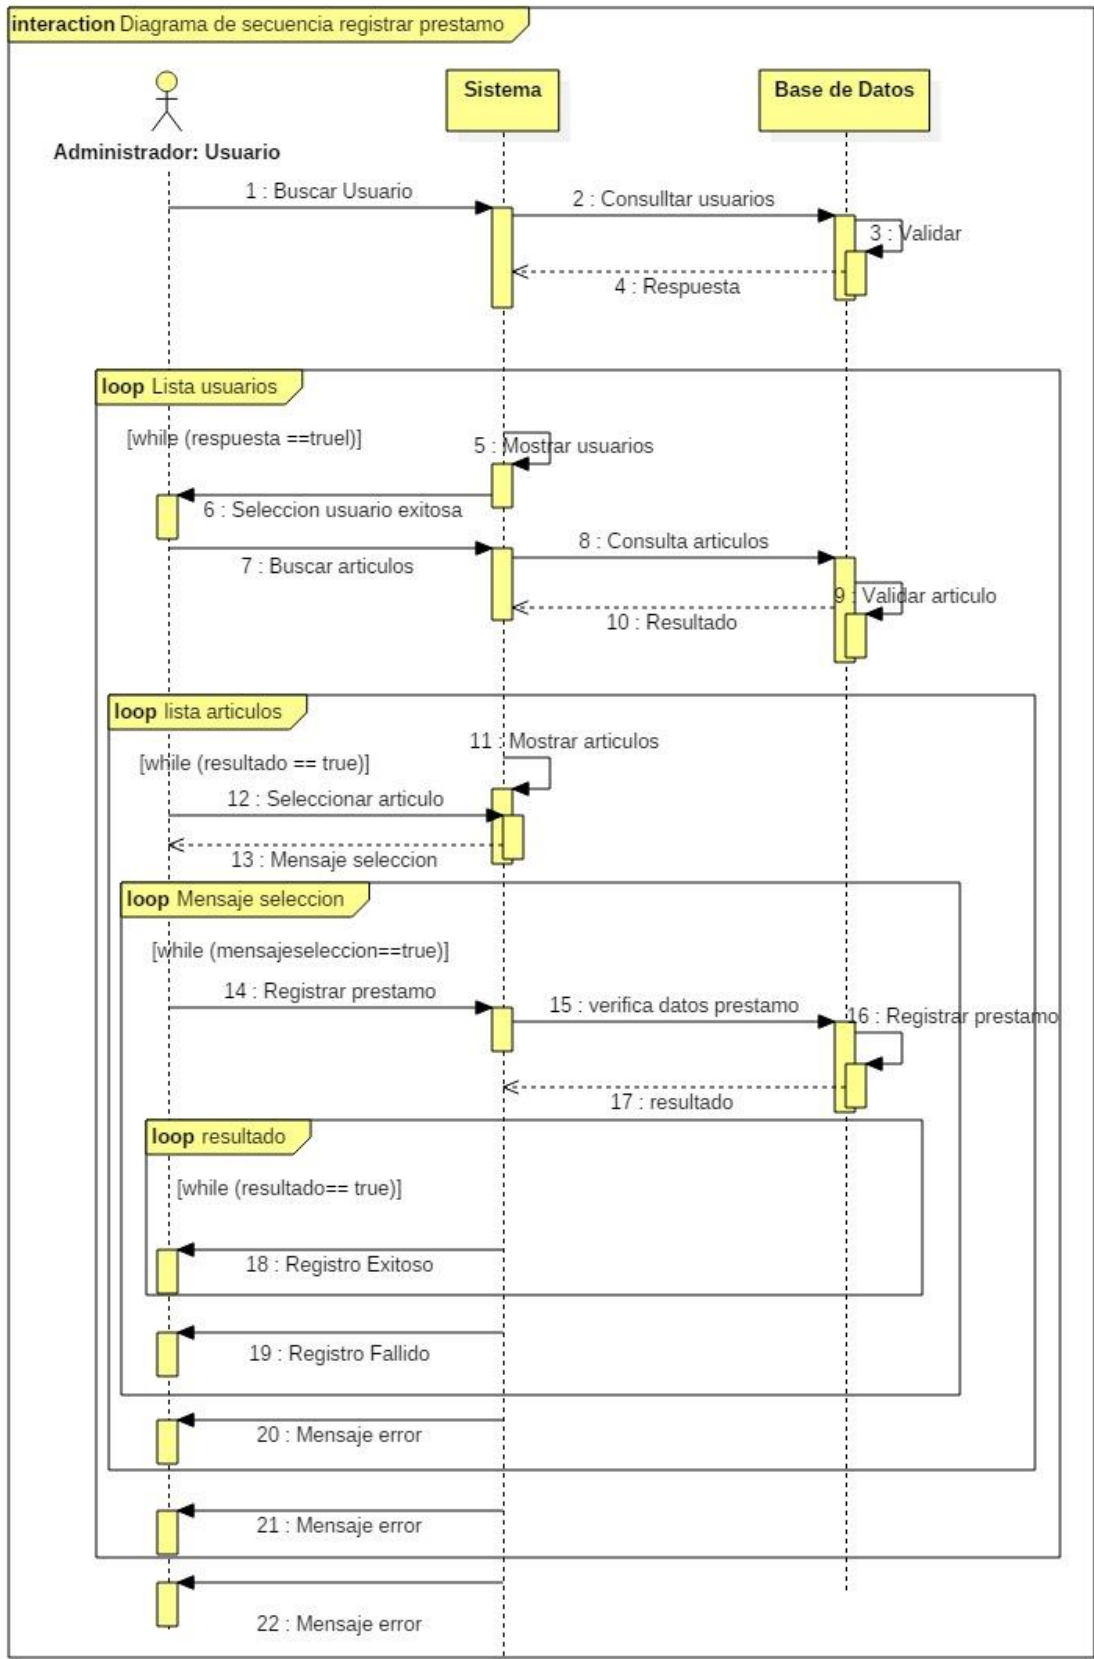 interaction Diagrama de secuencia registrar prestamo
Sistema
Base de Datos
Administrador: Usuario
1 : Buscar Usuario
2 : Consulltar usuarios
3 : Validar
4 : Respuesta
loop Lista usuarios
[while (respuesta ==truel)]
5 : Mostrar usuarios
6 : Seleccion usuario exitosa
7 : Buscar articulos
8 : Consulta articulos
9 : Validar articulo
10 : Resultado
loop lista articulos
[while (resultado == true)]
11 : Mostrar articulos
12 : Seleccionar articulo
13 : Mensaje seleccion
loop Mensaje seleccion
[while (mensajeseleccion==true)]
14 : Registrar prestamo
15 : verifica datos prestamo
16 : Registrar prestamo
17 : resultado
loop resultado
[while (resultado== true)]
18 : Registro Exitoso
19 : Registro Fallido
20 : Mensaje error
21 : Mensaje error
22 : Mensaje error